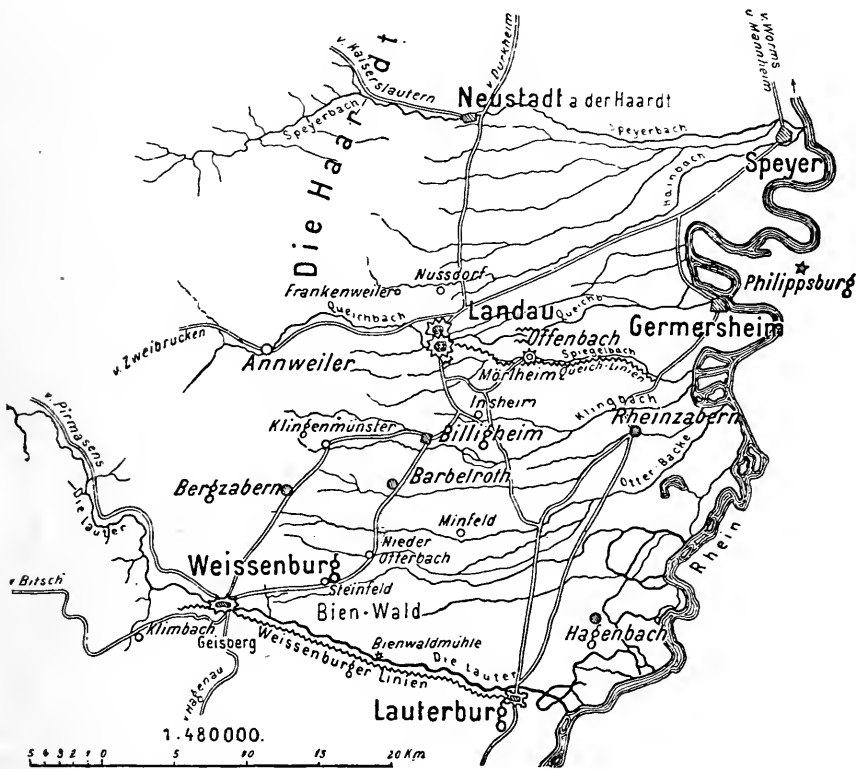 v. Kaiserslautern
v. Durkheim
v. Worms
u Mannheim
Die Haardt
Neustadt a der Haardt
Speyerbach
Speyerbach
Speyer
Hainbach
Nussdorf
Frankenweiler
Philippsburg
Queichbach
Landau
Queichb.
Germersheim
v. Zweibrucken
Annweiler
Offenbach
Spiegelbach
Mörlheim
Queich-Linien
Insheim
Klingbach
v. Pirmasens
Klingenmünster
Billigheim
Rheinzabern
Bergzabern
Barbelroth
Otter-Backe
Die Lauter
Minfeld
Rhein
Weissenburg
Nieder
Otterbach
v Bitsch
Steinfeld
Bien-Wald
Klimbach
Geisberg
Hagenbach
Bienwaldmühle
Die Lauter
Weissenburger Linien
v Hagenau
Lauterburg
1.480000.
5 4 3 2 1 0 5 10 15 20 Km